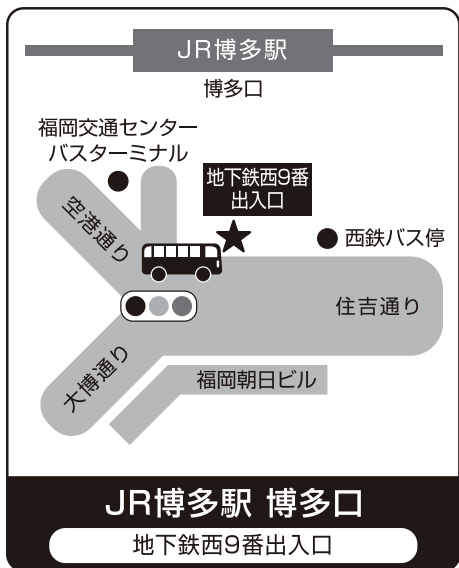 JR博多駅
博多口
福岡交通センター
バスターミナル
地下鉄西9番
出入口
空港通り
西鉄バス停
住吉通り
大博通り
福岡朝日ビル
JR博多駅 博多口
地下鉄西9番出入口